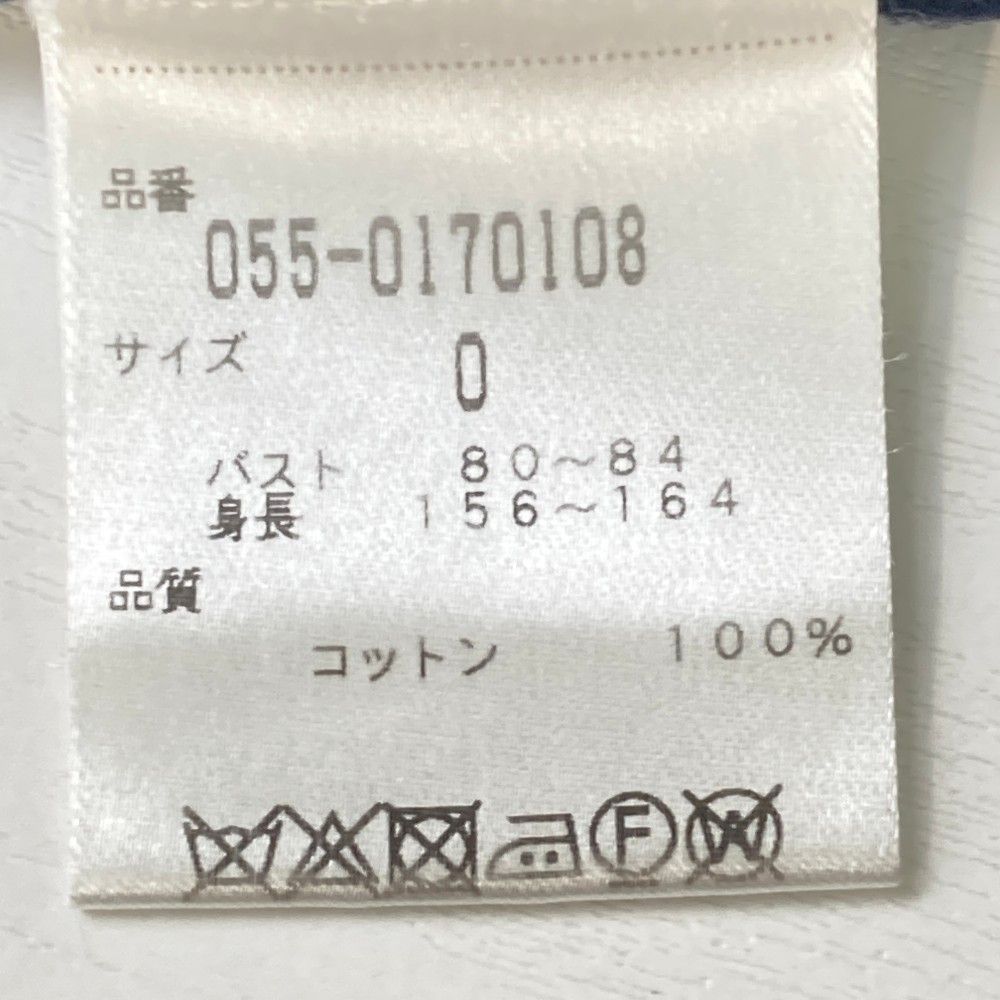 品番
055-0170108
サイズ 0
バスト 80～84
身長 156～164
品質
コットン 100%
F W